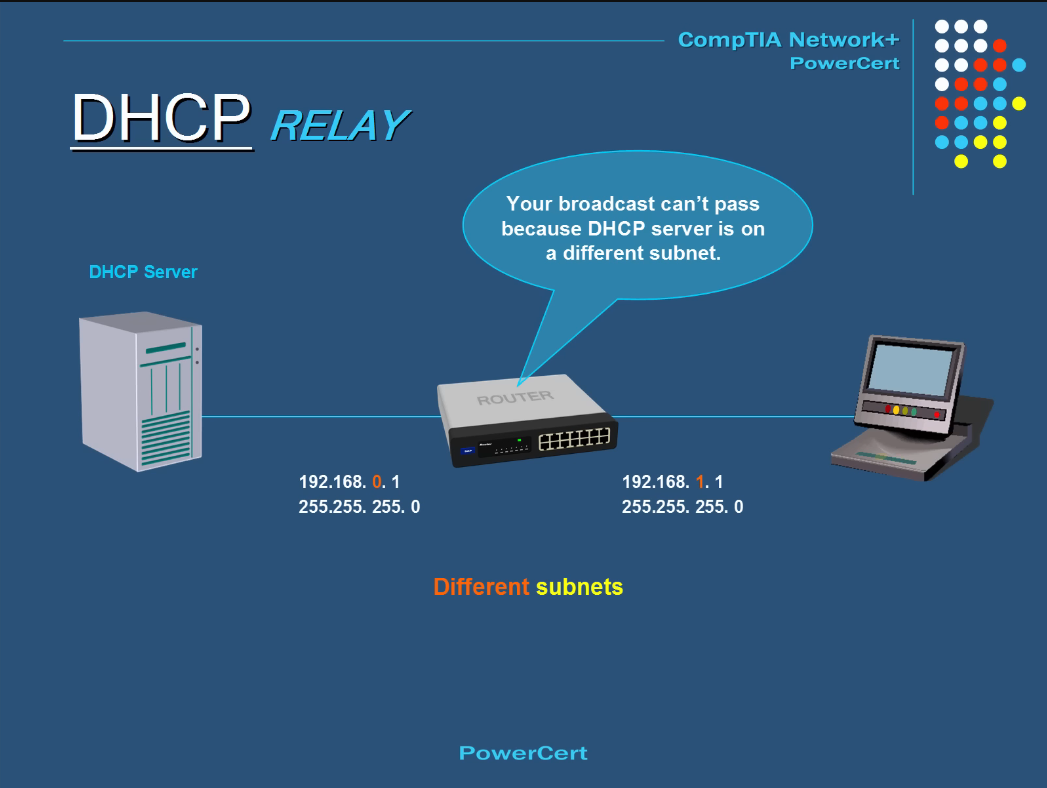 CompTIA Network+
PowerCert
DHCP RELAY
Your broadcast can't pass
because DHCP server is on
a different subnet.
DHCP Server
ROUTER
192.168. 0. 1
255.255. 255. 0
192.168. 1. 1
255.255. 255. 0
Different subnets
PowerCert